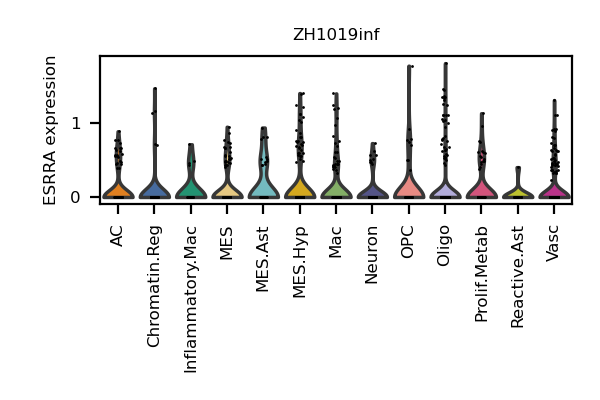 ZH1019inf
ESRRA expression
1
0
AC
Chromatin.Reg
Inflammatory.Mac
MES
MES.Ast
MES.Hyp
Mac
Neuron
OPC
Oligo
Prolif.Metab
Reactive.Ast
Vasc